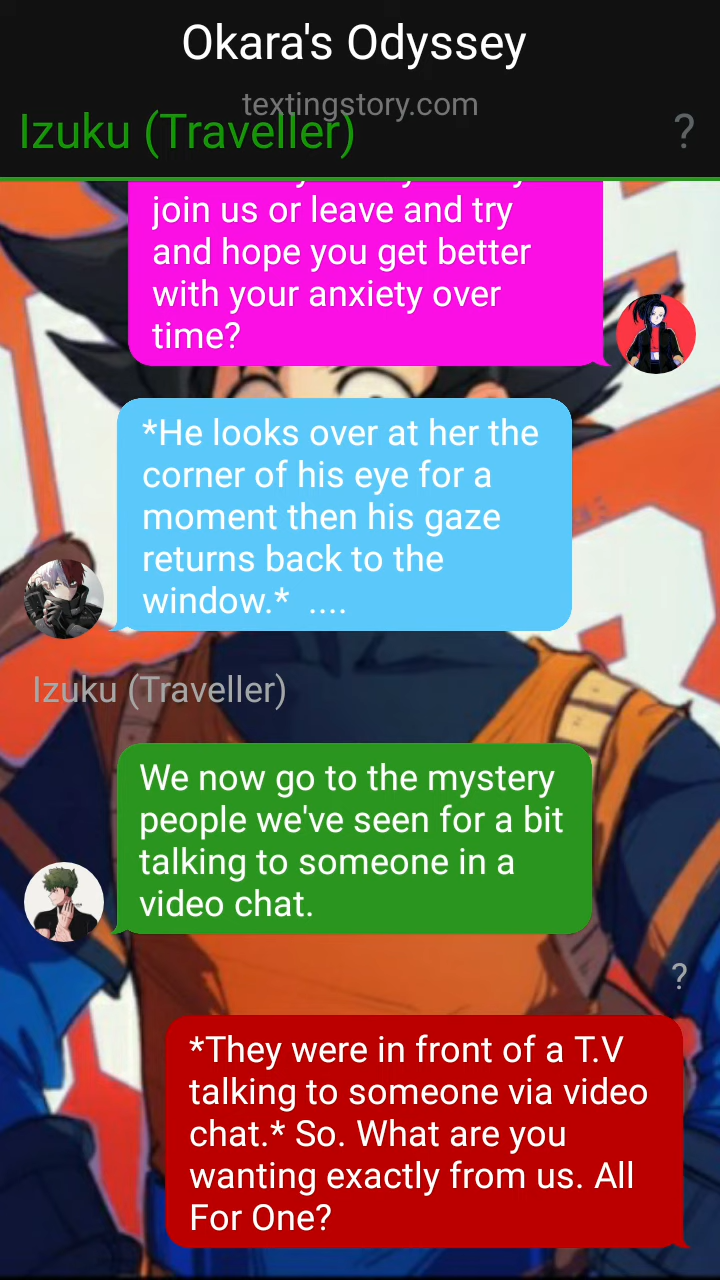 Okara's Odyssey
textingstory.com
Izuku (Traveller)
?
join us or leave and try
and hope you get better
with your anxiety over
time?
*He looks over at her the
corner of his eye for a
moment then his gaze
returns back to the
window.*  ....
Izuku (Traveller)
We now go to the mystery
people we've seen for a bit
talking to someone in a
video chat.
?
*They were in front of a T.V
talking to someone via video
chat.* So. What are you
wanting exactly from us. All
For One?